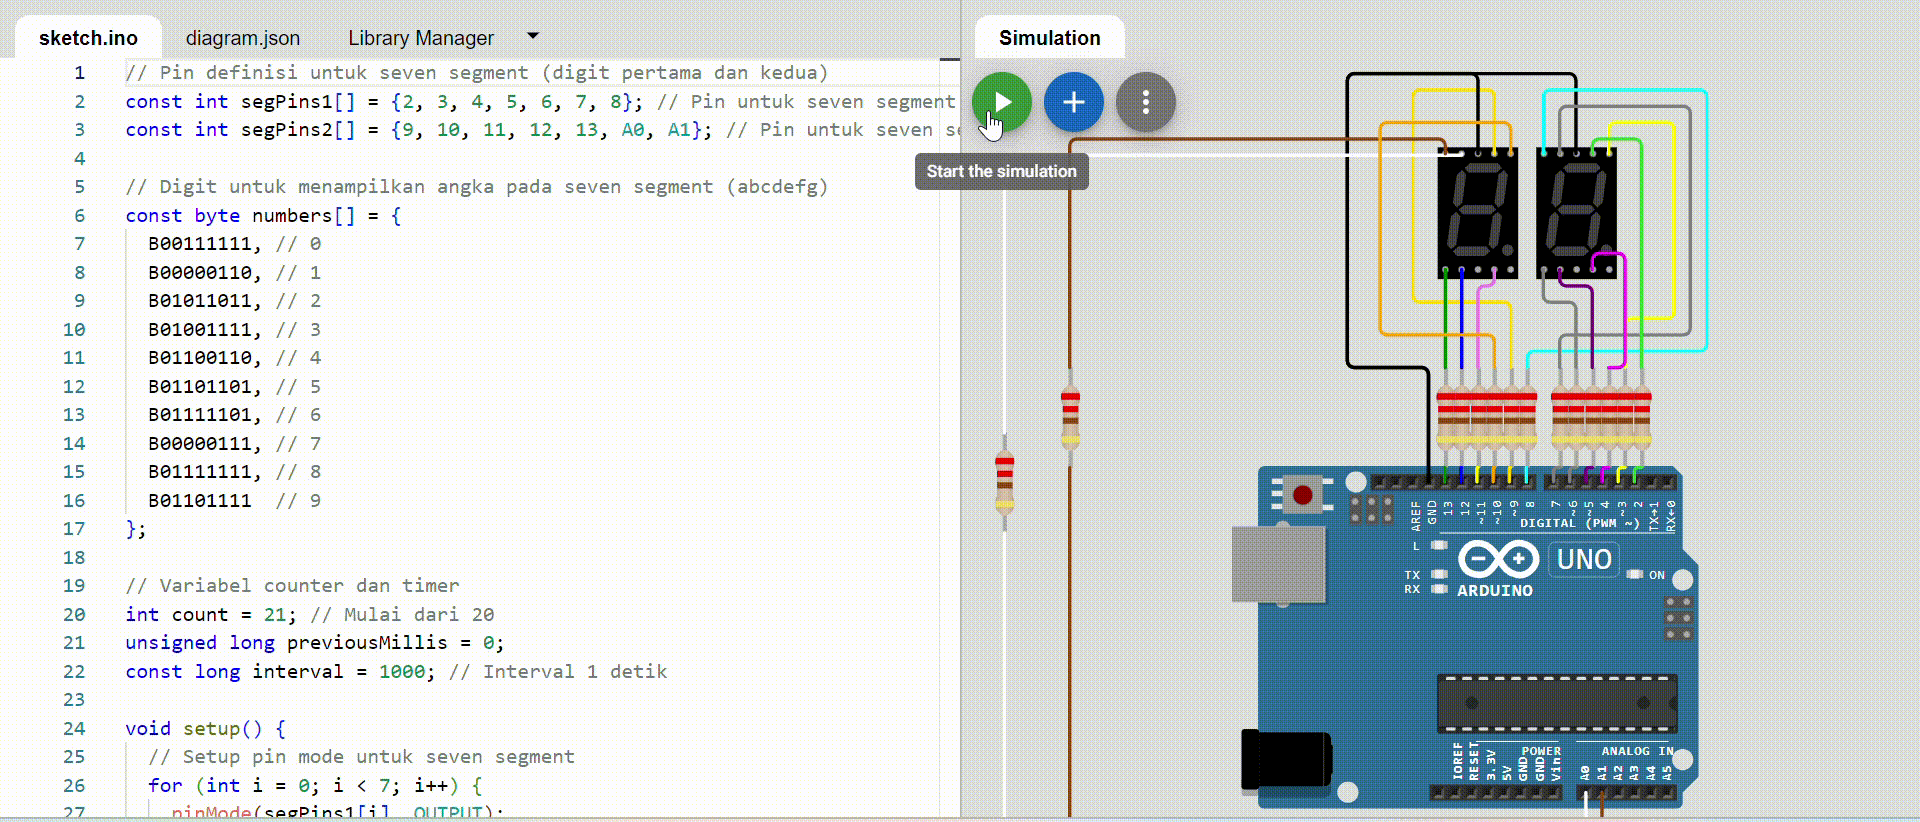 sketch.ino diagram.json Library Manager
1 // Pin definisi untuk seven segment (digit pertama dan kedua)
2 const int segPins1[] = {2, 3, 4, 5, 6, 7, 8}; // Pin untuk seven segment
3 const int segPins2[] = {9, 10, 11, 12, 13, A0, A1}; // Pin untuk seven se
4
5 // Digit untuk menampilkan angka pada seven segment (abcdefg)
6 const byte numbers[] = {
7 B00111111, // 0
8 B00000110, // 1
9 B01011011, // 2
10 B01001111, // 3
11 B01100110, // 4
12 B01101101, // 5
13 B01111101, // 6
14 B00000111, // 7
15 B01111111, // 8
16 B01101111 // 9
17 };
18
19 // Variabel counter dan timer
20 int count = 21; // Mulai dari 20
21 unsigned long previousMillis = 0;
22 const long interval = 1000; // Interval 1 detik
23
24 void setup() {
25 // Setup pin mode untuk seven segment
26 for (int i = 0; i < 7; i++) {
27 pinMode(segPins1[i], OUTPUT);
Simulation
Start the simulation
AREF GND 13 12 ~11 ~10 ~9 8 7 ~6 ~5 4 ~3 2 TX→1 RX←0
DIGITAL (PWM ~)
L
TX
RX
UNO
ARDUINO
ON
POWER
ANALOG IN
IOREF RESET 3.3V 5V GND GND Vin A0 A1 A2 A3 A4 A5